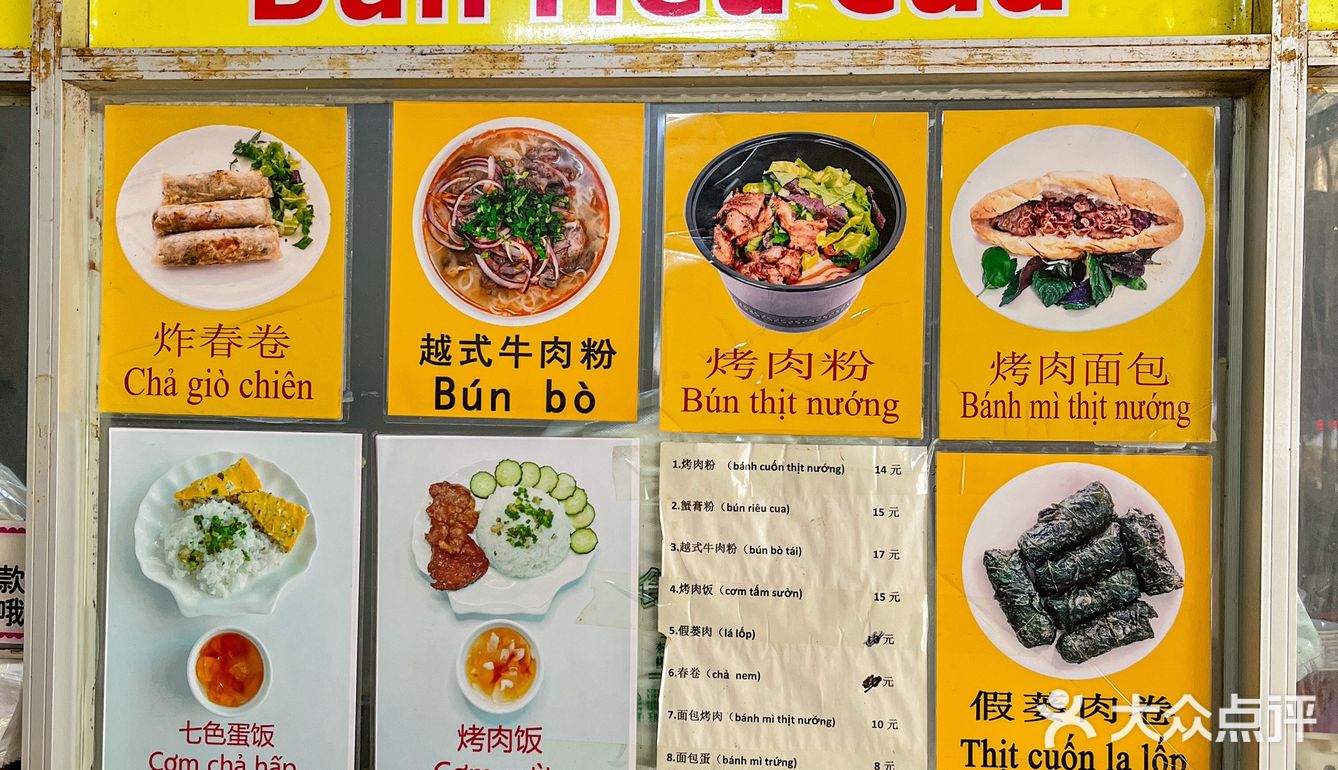 炸春卷
Chả giò chiên
越式牛肉粉
Bún bò
烤肉粉
Bún thịt nướng
烤肉面包
Bánh mì thịt nướng
七色蛋饭
Cơm chả hấp
烤肉饭
1.烤肉粉 (bánh cuốn thịt nướng) 14元
2.蟹膏粉 (bún riêu cua) 15元
3.越式牛肉粉 (bún bò tái) 17元
4.烤肉饭 (cơm tấm sườn) 15元
5.假蒌肉 (lá lốp) 元
6.春卷 (chả nem) 元
7.面包烤肉 (bánh mì thịt nướng) 10元
8.面包蛋 (bánh mì trứng) 8元
假蒌肉卷
Thịt cuốn lá lốp
款
哦
大众点评